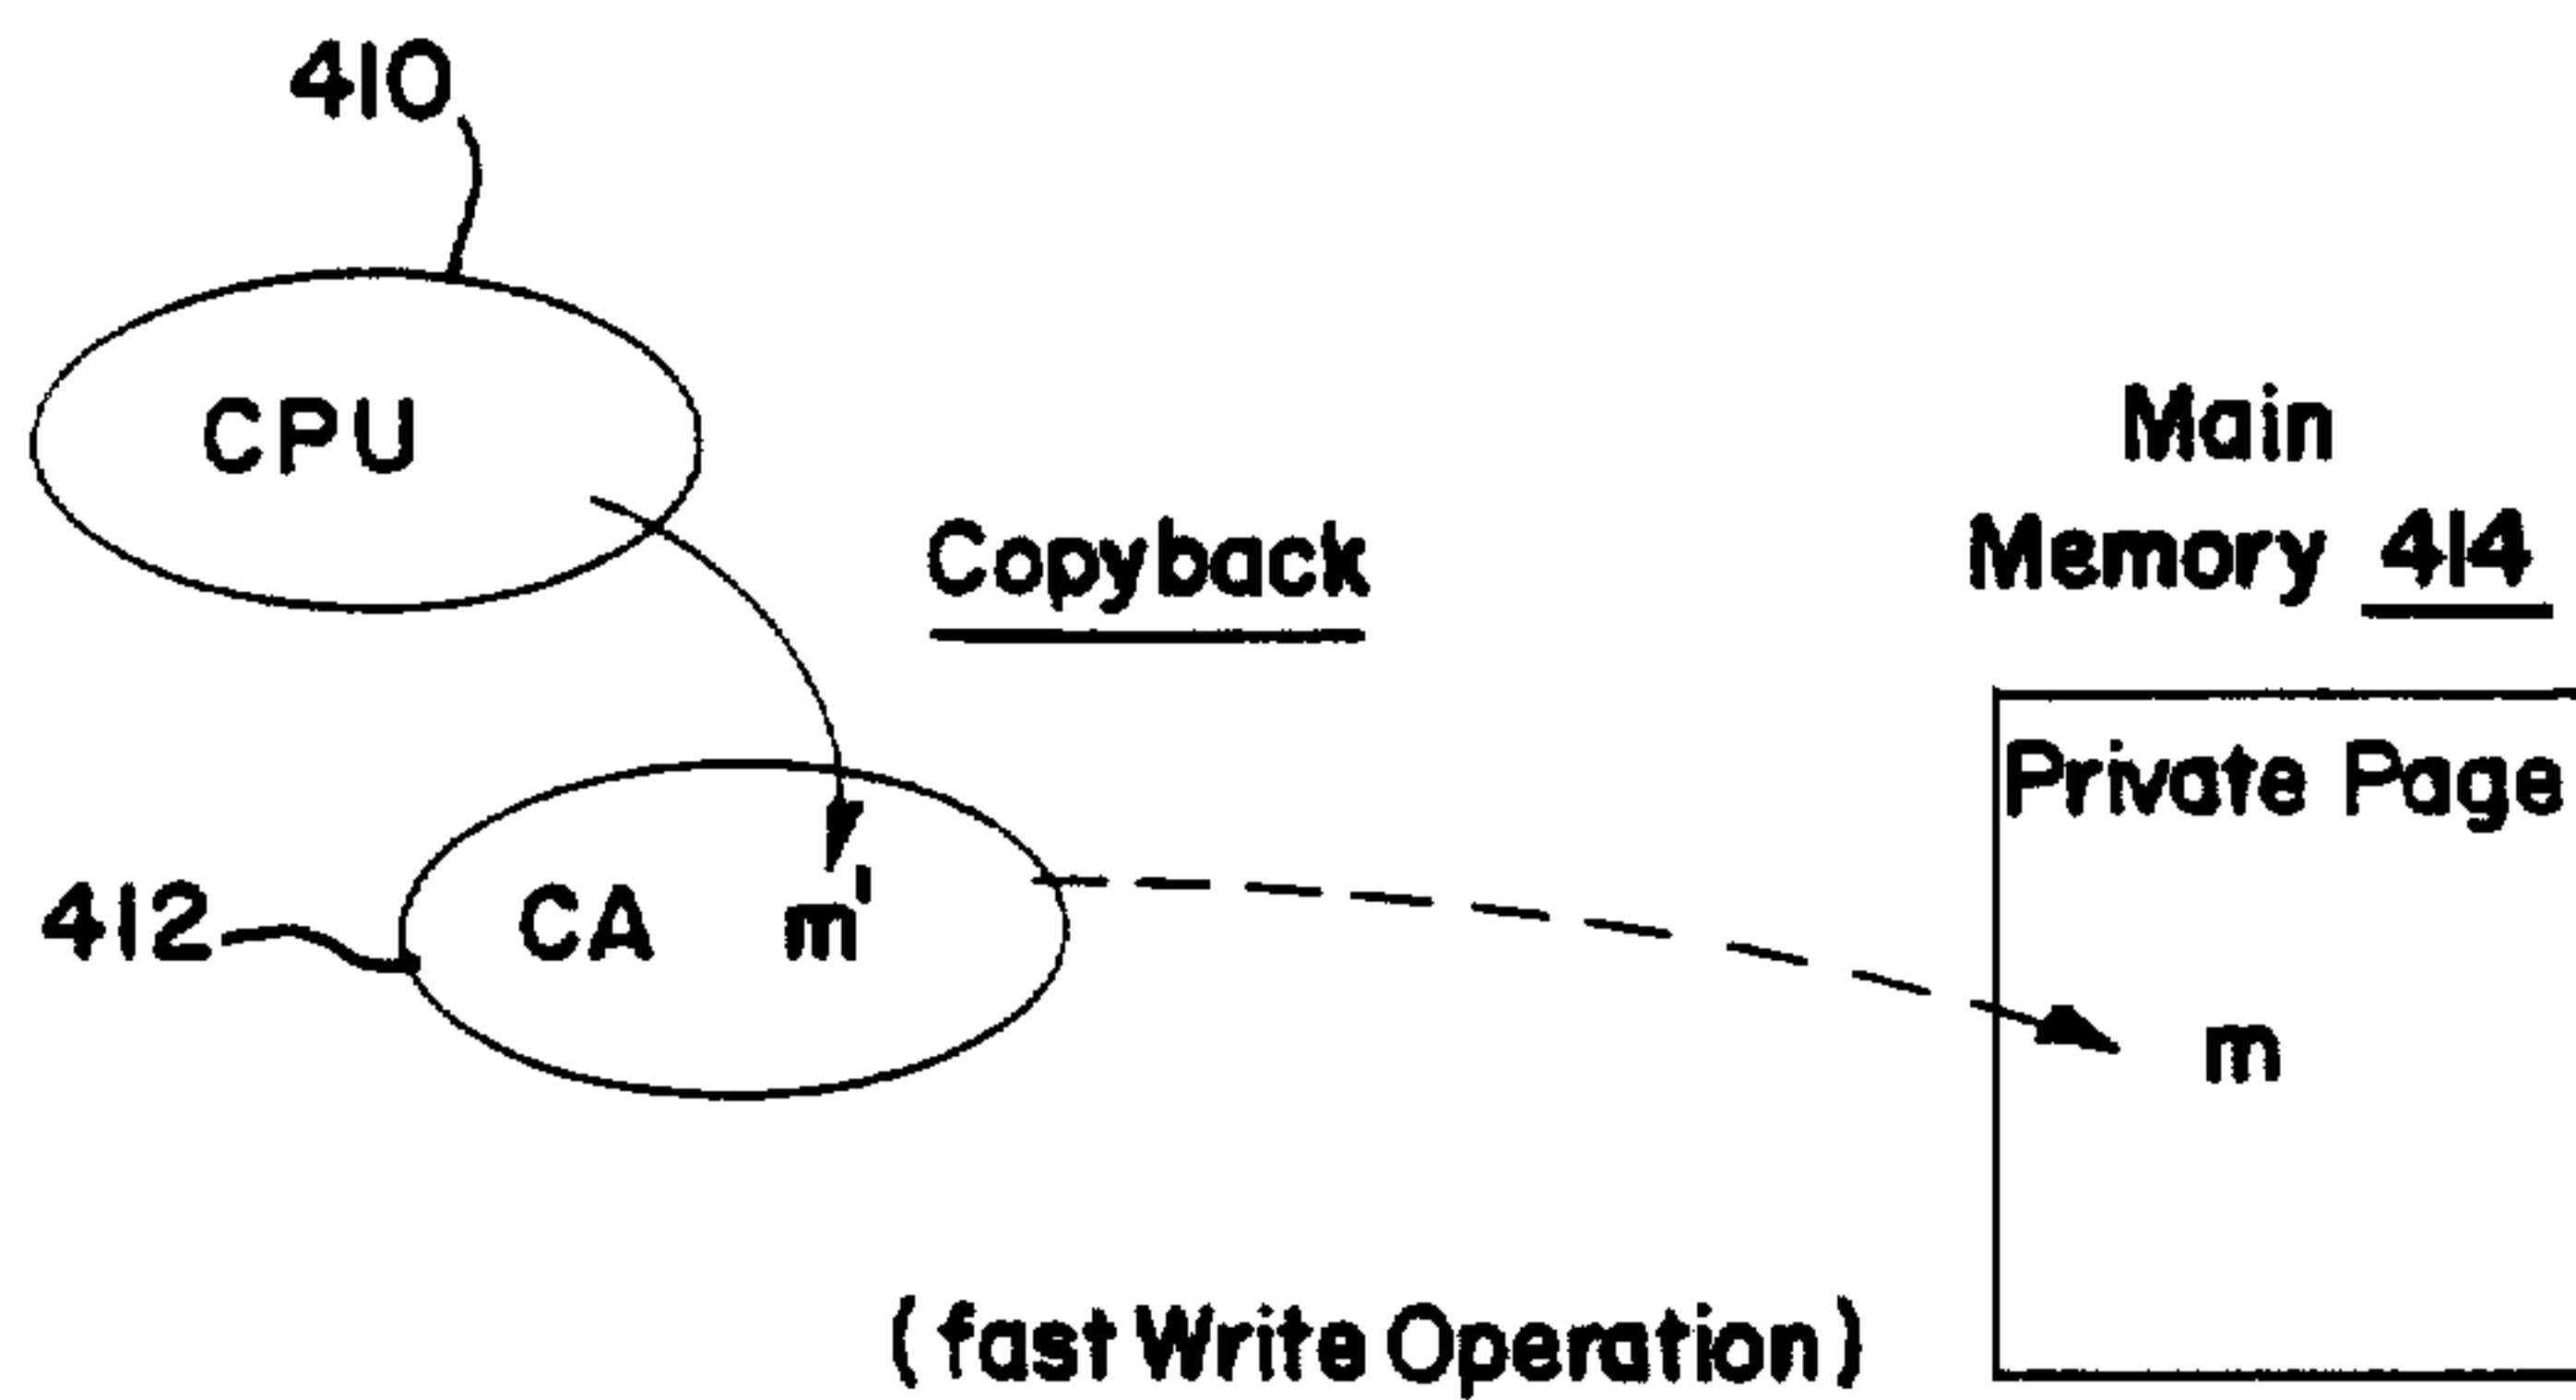 410
CPU
Copyback
Main
Memory 414
Private Page
412
CA m'
m
(fast Write Operation)